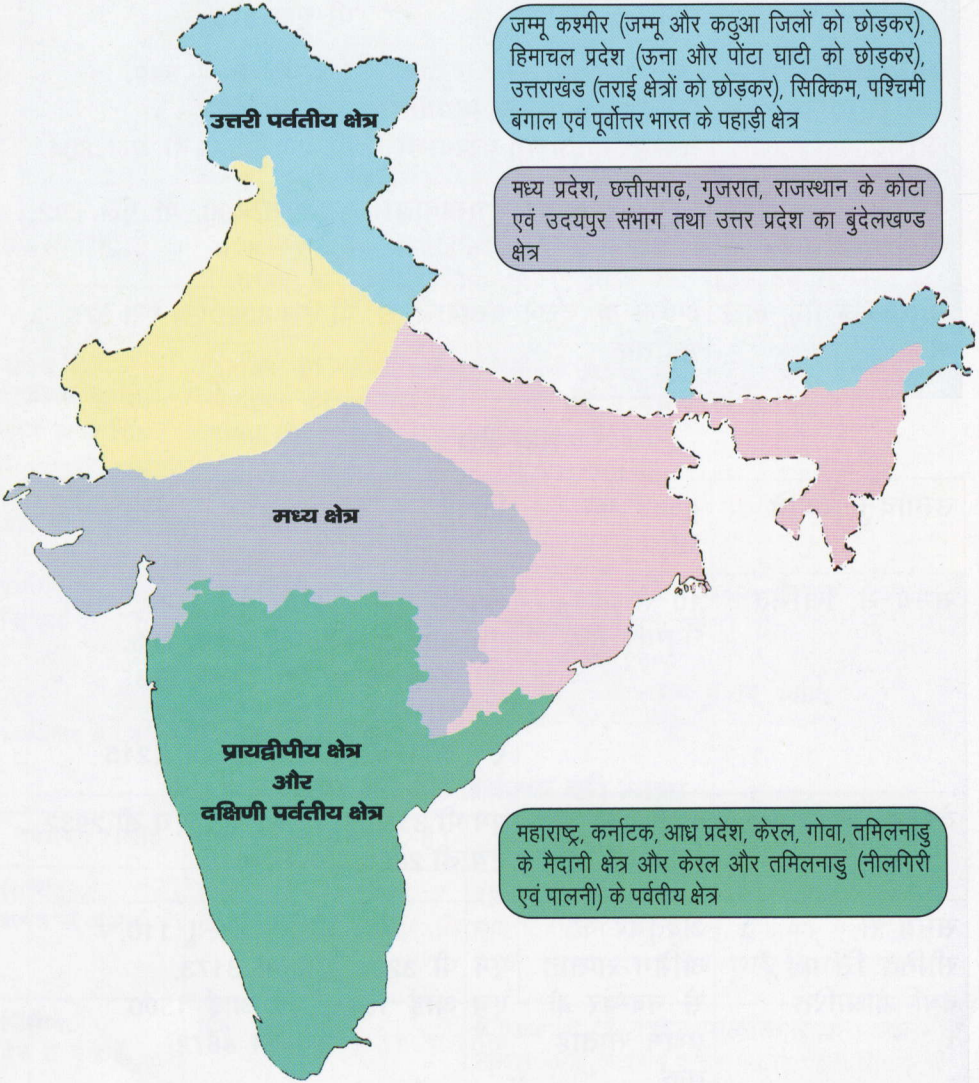 जम्मू कश्मीर (जम्मू और कठुआ जिलों को छोड़कर),
हिमाचल प्रदेश (ऊना और पोंटा घाटी को छोड़कर),
उत्तराखंड (तराई क्षेत्रों को छोड़कर), सिक्किम, पश्चिमी
बंगाल एवं पूर्वोत्तर भारत के पहाड़ी क्षेत्र
उत्तरी पर्वतीय क्षेत्र
मध्य प्रदेश, छत्तीसगढ़, गुजरात, राजस्थान के कोटा
एवं उदयपुर संभाग तथा उत्तर प्रदेश का बुंदेलखण्ड
क्षेत्र
मध्य क्षेत्र
प्रायद्वीपीय क्षेत्र
और
दक्षिणी पर्वतीय क्षेत्र
महाराष्ट्र, कर्नाटक, आध्र प्रदेश, केरल, गोवा, तमिलनाडु
के मैदानी क्षेत्र और केरल और तमिलनाडु (नीलगिरी
एवं पालनी) के पर्वतीय क्षेत्र